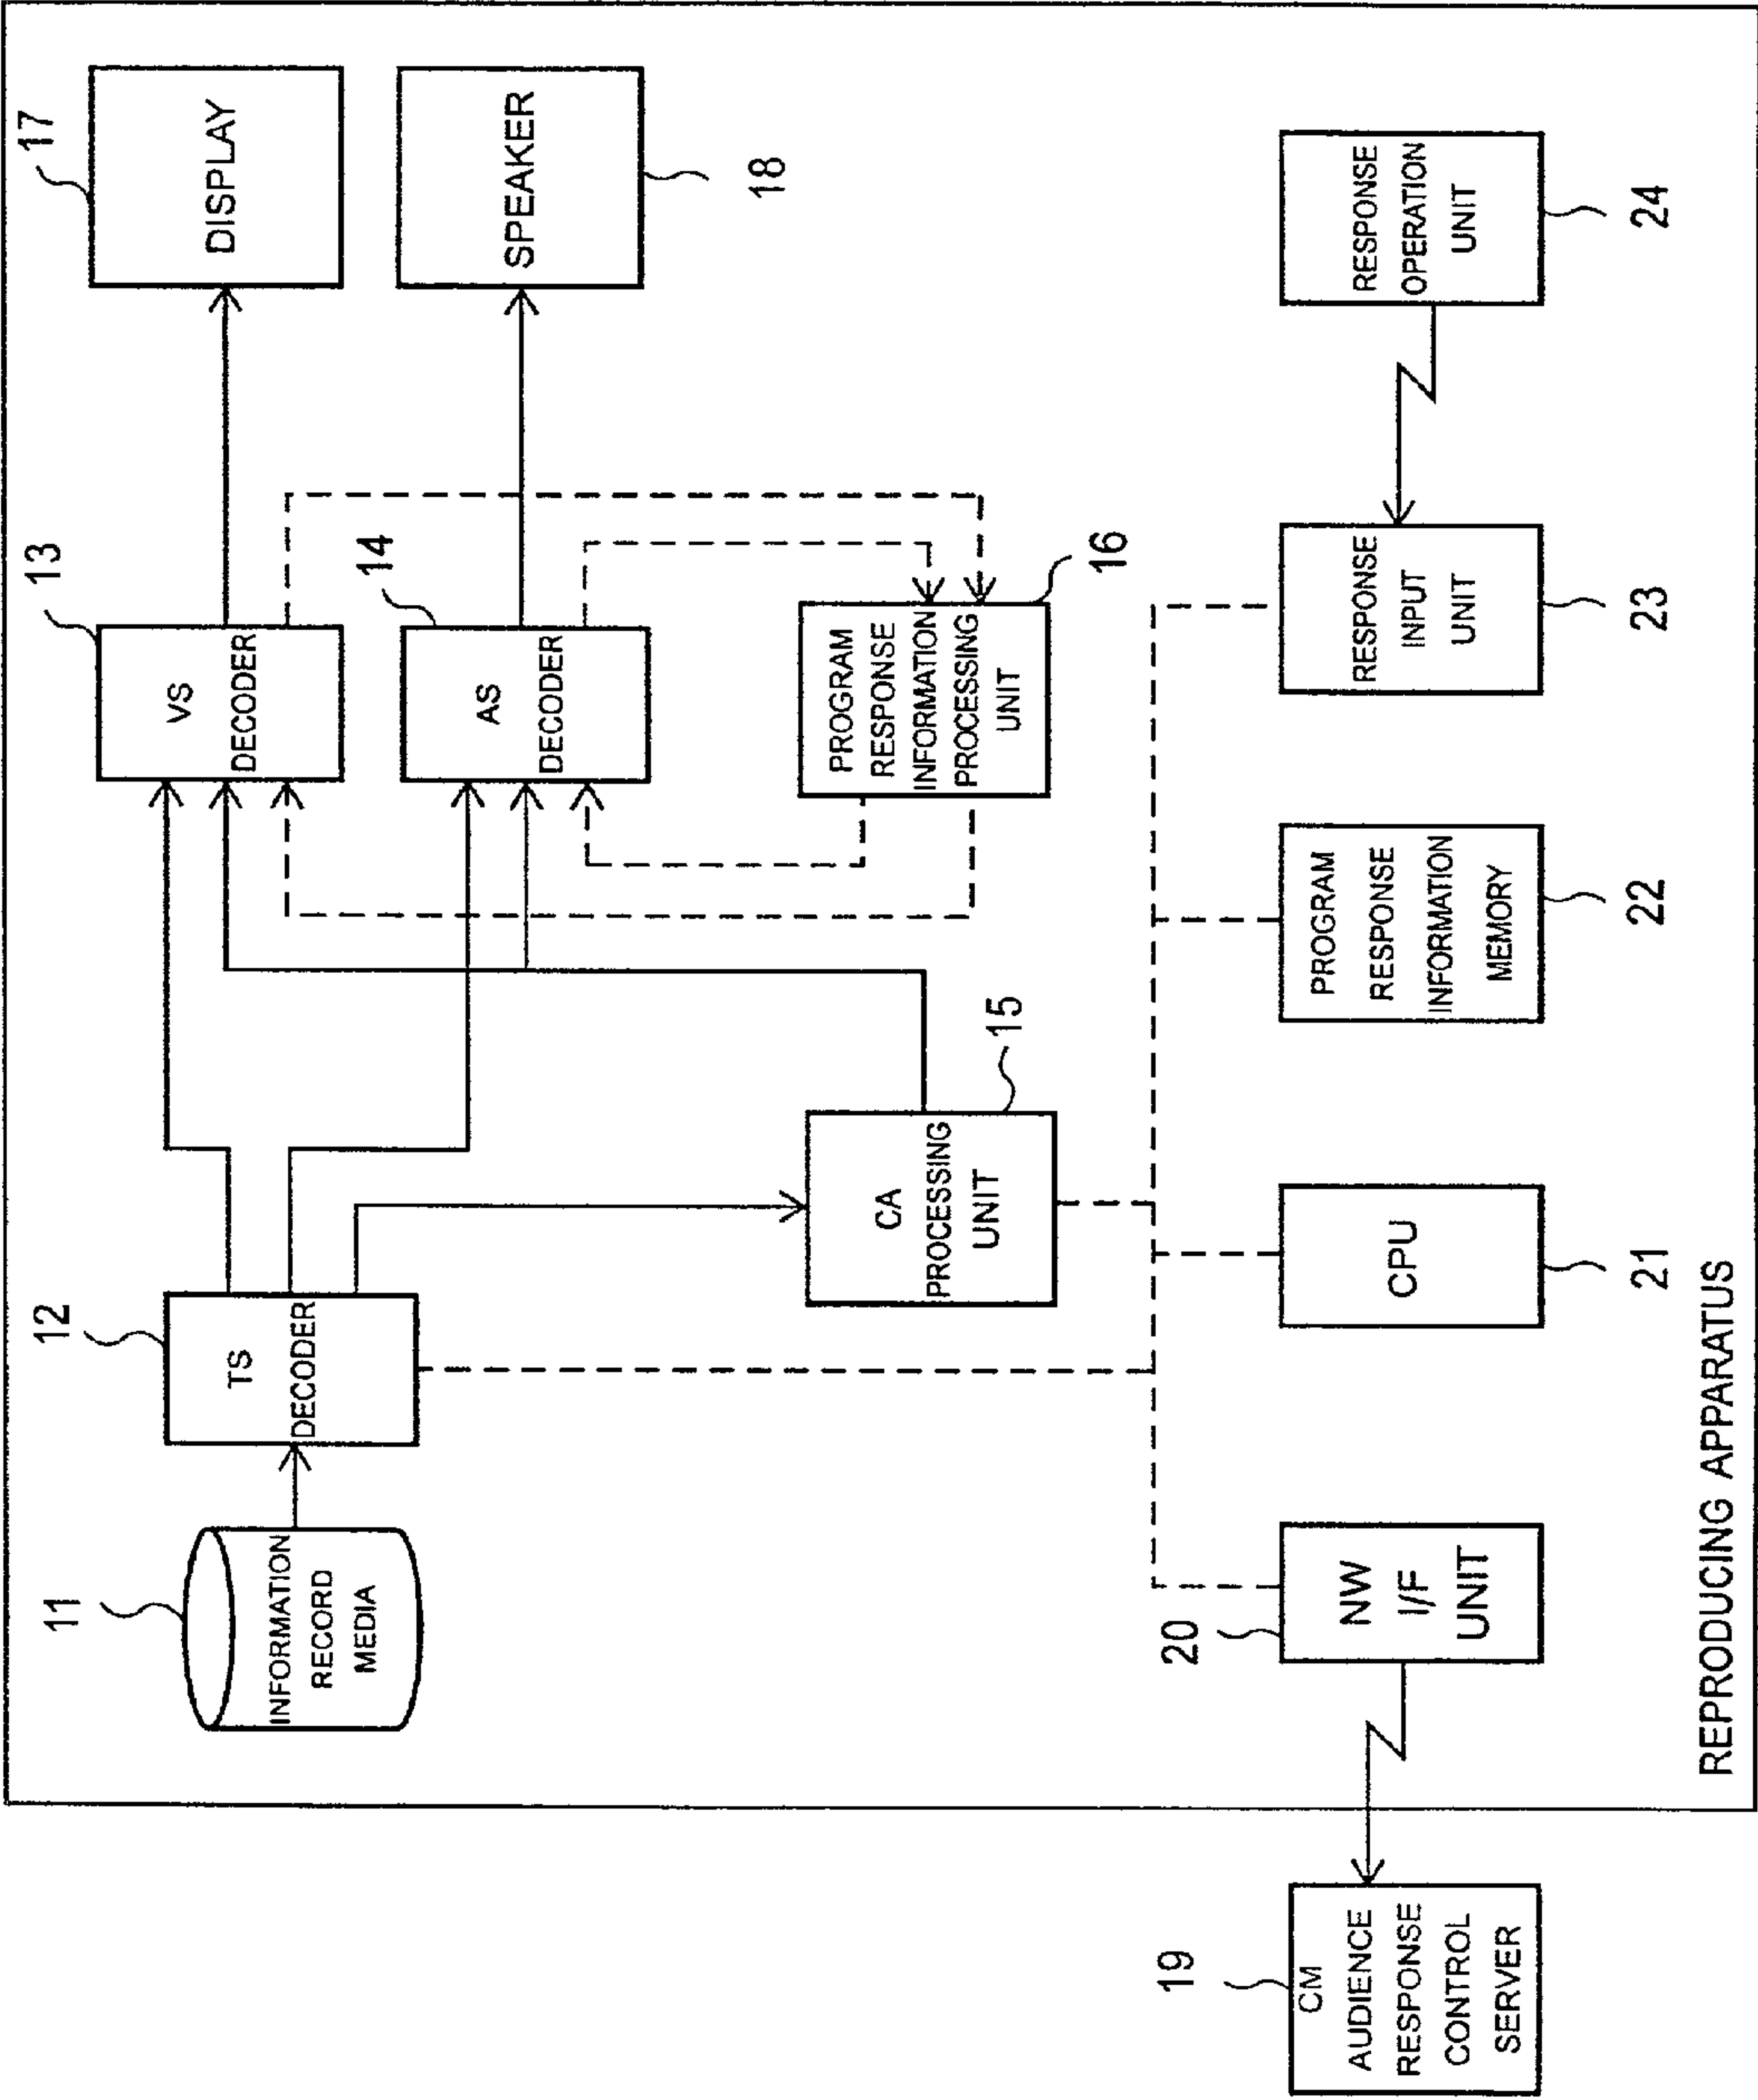 11
INFORMATION
RECORD
MEDIA
12
TS
DECODER
13
VS
DECODER
17
DISPLAY
14
AS
DECODER
SPEAKER
18
15
CA
PROCESSING
UNIT
16
PROGRAM
RESPONSE
INFORMATION
PROCESSING
UNIT
19
CM
AUDIENCE
RESPONSE
CONTROL
SERVER
20
NW
I/F
UNIT
CPU
21
PROGRAM
RESPONSE
INFORMATION
MEMORY
22
RESPONSE
INPUT
UNIT
23
RESPONSE
OPERATION
UNIT
24
REPRODUCING APPARATUS